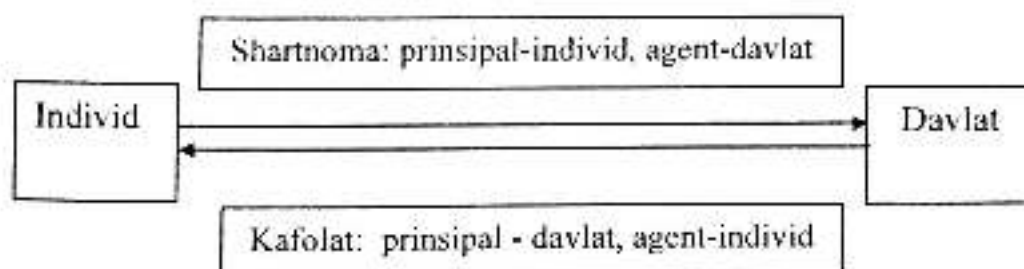 Shartnoma: prinsipal-individ, agent-davlat
Individ
Davlat
Kafolat: prinsipal - davlat, agent-individ